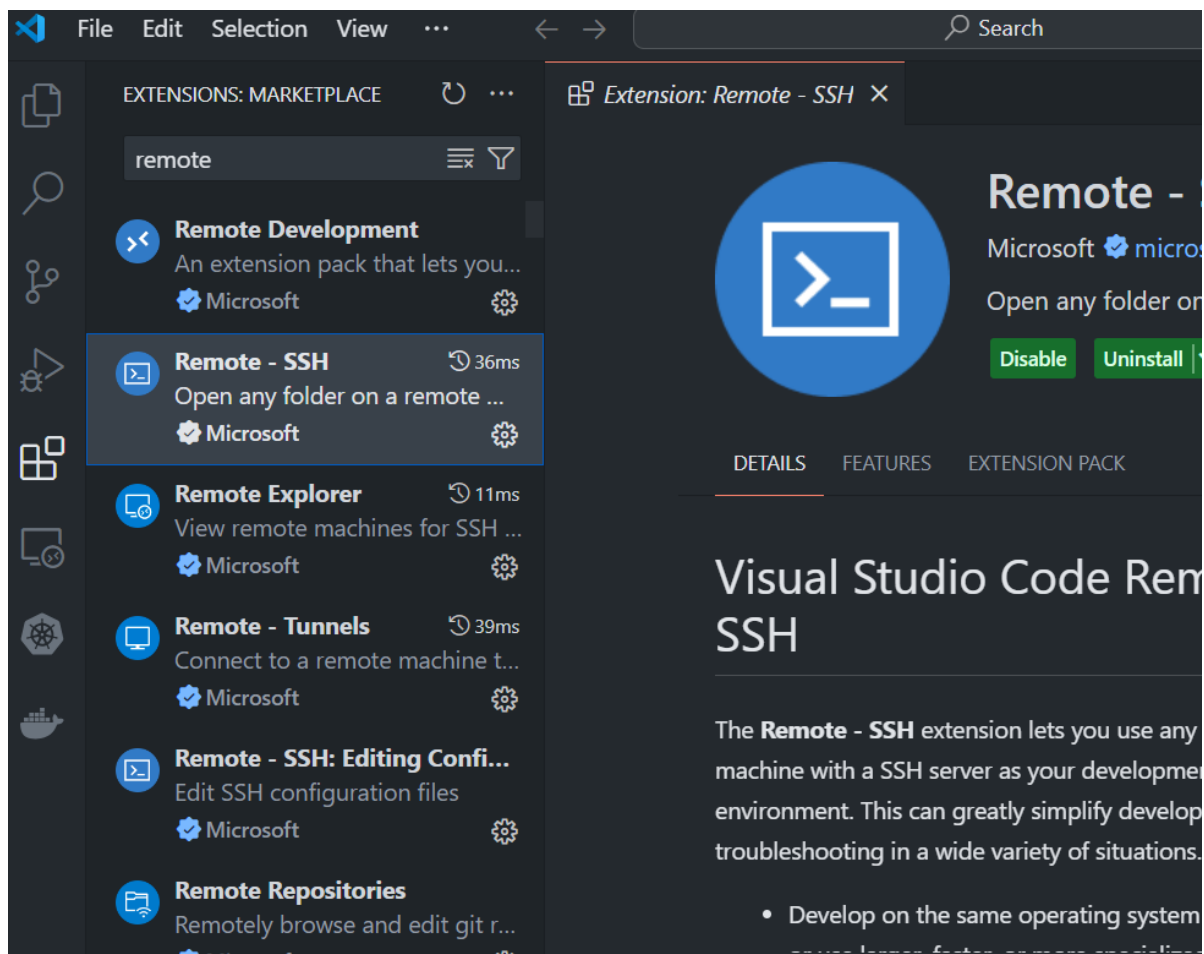 File Edit Selection View ...
Search
EXTENSIONS: MARKETPLACE
remote
Remote Development
An extension pack that lets you...
Microsoft
Remote - SSH 36ms
Open any folder on a remote ...
Microsoft
Remote Explorer 11ms
View remote machines for SSH ...
Microsoft
Remote - Tunnels 39ms
Connect to a remote machine t...
Microsoft
Remote - SSH: Editing Confi...
Edit SSH configuration files
Microsoft
Remote Repositories
Remotely browse and edit git r...
Extension: Remote - SSH
Remote -
Microsoft micros
Open any folder on
Disable Uninstall
DETAILS FEATURES EXTENSION PACK
Visual Studio Code Rem
SSH
The Remote - SSH extension lets you use any
machine with a SSH server as your developmen
environment. This can greatly simplify develop
troubleshooting in a wide variety of situations.
• Develop on the same operating system